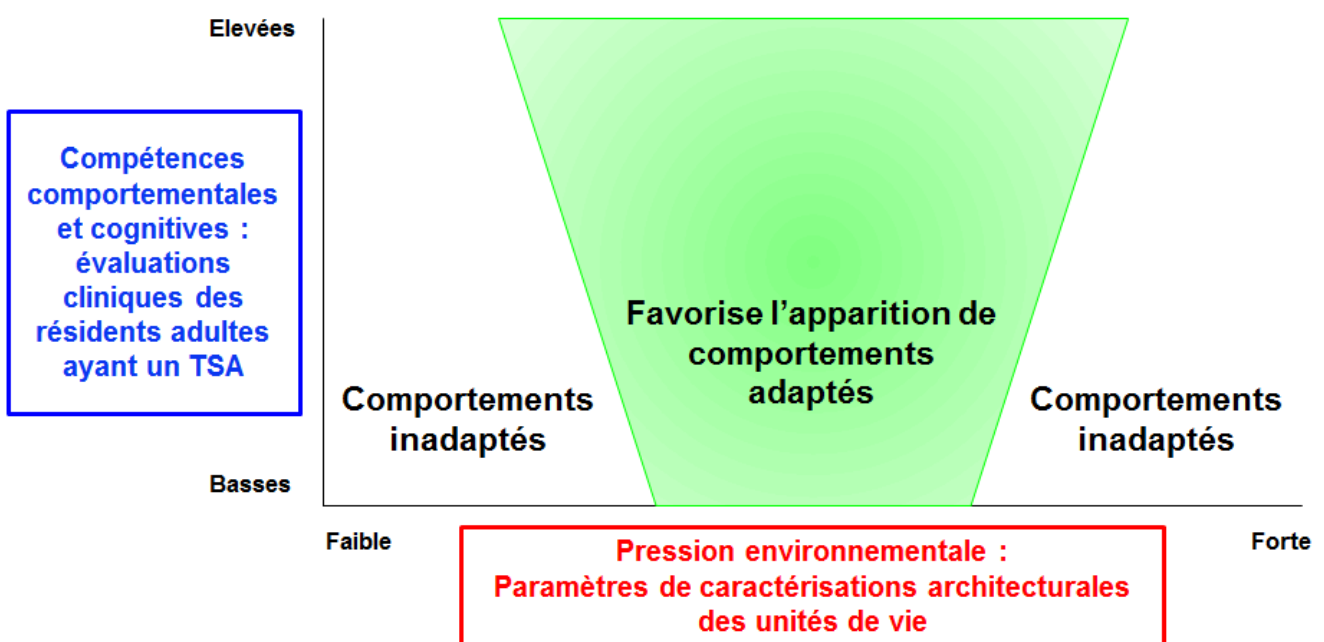 Elevées
Compétences
comportementales
et cognitives :
évaluations
cliniques des
résidents adultes
ayant un TSA
Favorise l'apparition de
comportements
adaptés
Comportements
inadaptés
Comportements
inadaptés
Basses
Faible
Forte
Pression environnementale :
Paramètres de caractérisations architecturales
des unités de vie